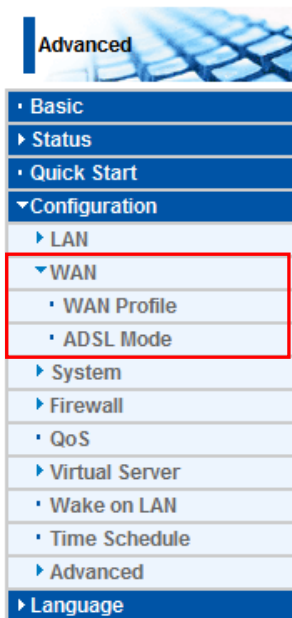 Advanced
Basic
Status
Quick Start
Configuration
LAN
WAN
WAN Profile
ADSL Mode
System
Firewall
QoS
Virtual Server
Wake on LAN
Time Schedule
Advanced
Language